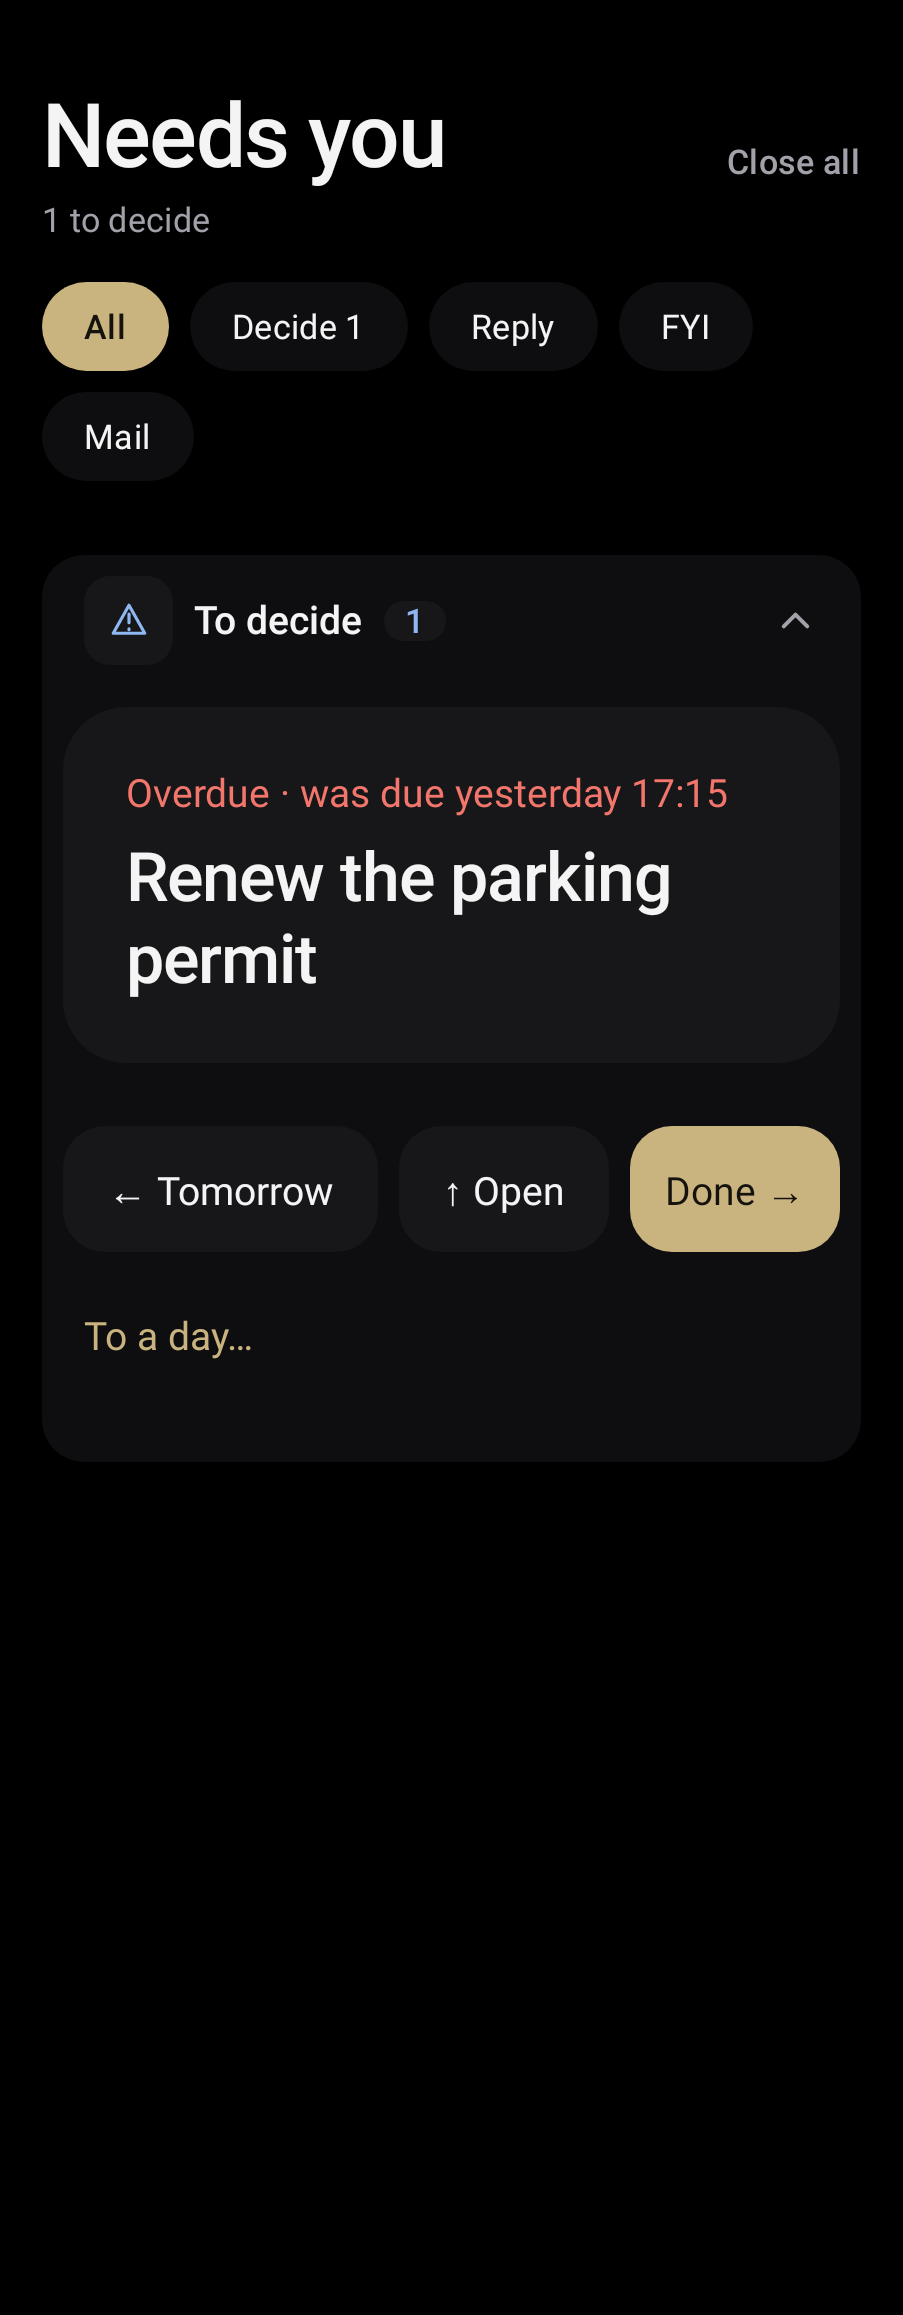 Needs you
Close all
1 to decide
All
Decide 1
Reply
FYI
Mail
To decide
1
Overdue · was due yesterday 17:15
Renew the parking
permit
← Tomorrow
↑ Open
Done →
To a day…